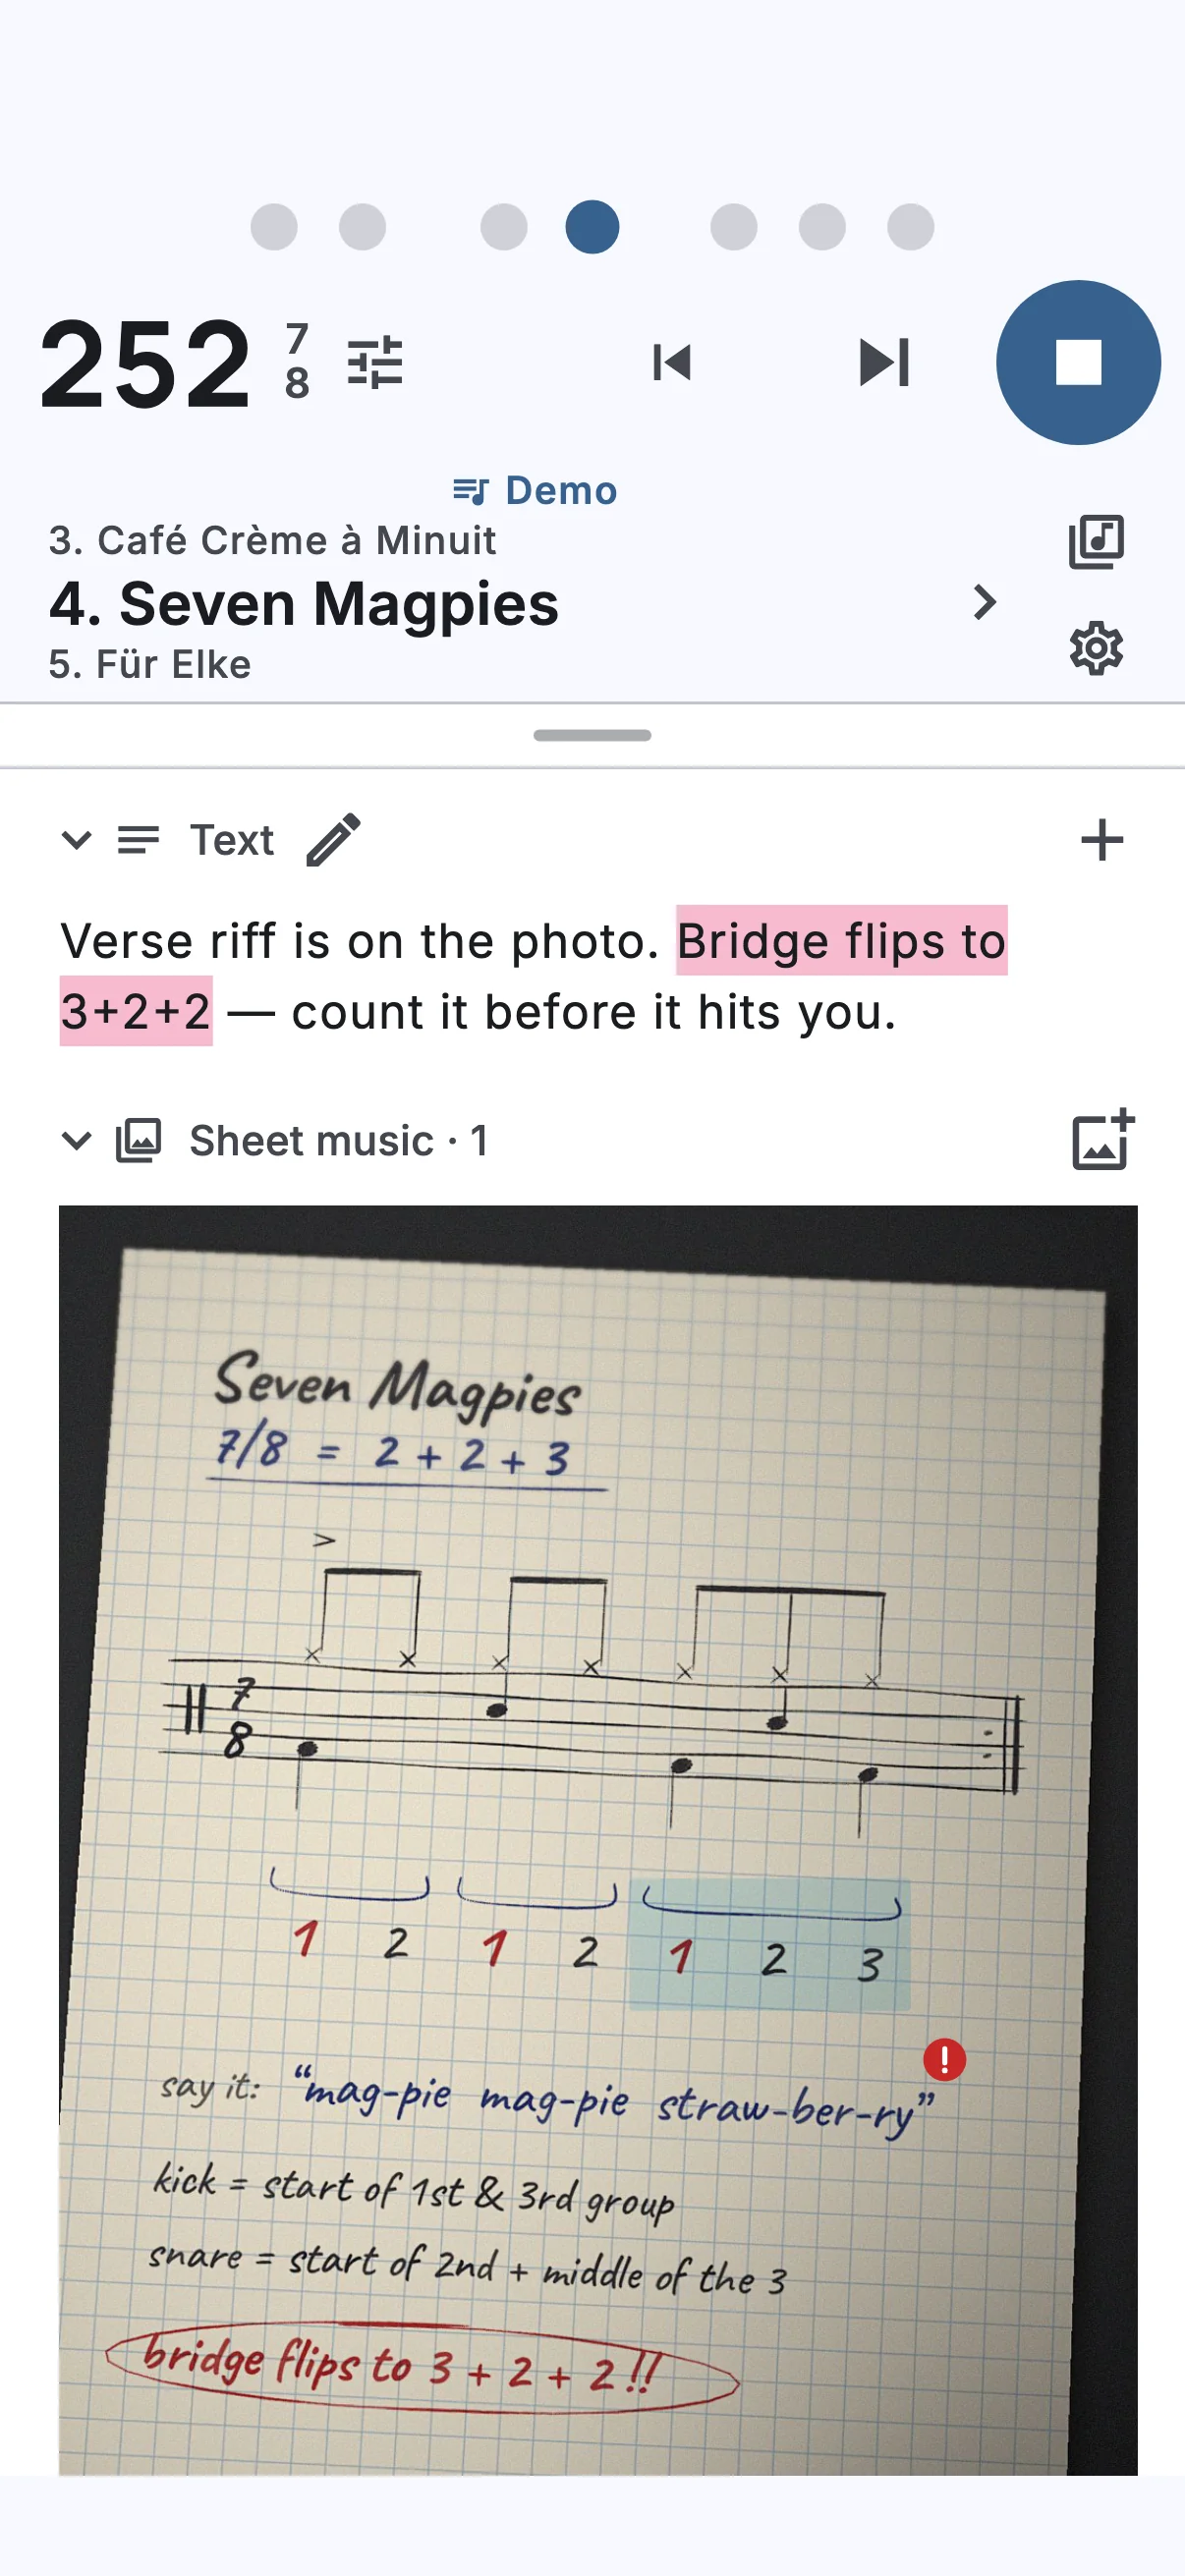 252
7
8
Demo
3. Café Crème à Minuit
4. Seven Magpies
5. Für Elke
Text
Verse riff is on the photo. Bridge flips to
3+2+2 — count it before it hits you.
Sheet music · 1
Seven Magpies
7/8 = 2 + 2 + 3
>
7
8
1 2 1 2 1 2 3
!
say it: “mag-pie mag-pie straw-ber-ry”
kick = start of 1st & 3rd group
snare = start of 2nd + middle of the 3
bridge flips to 3 + 2 + 2!!